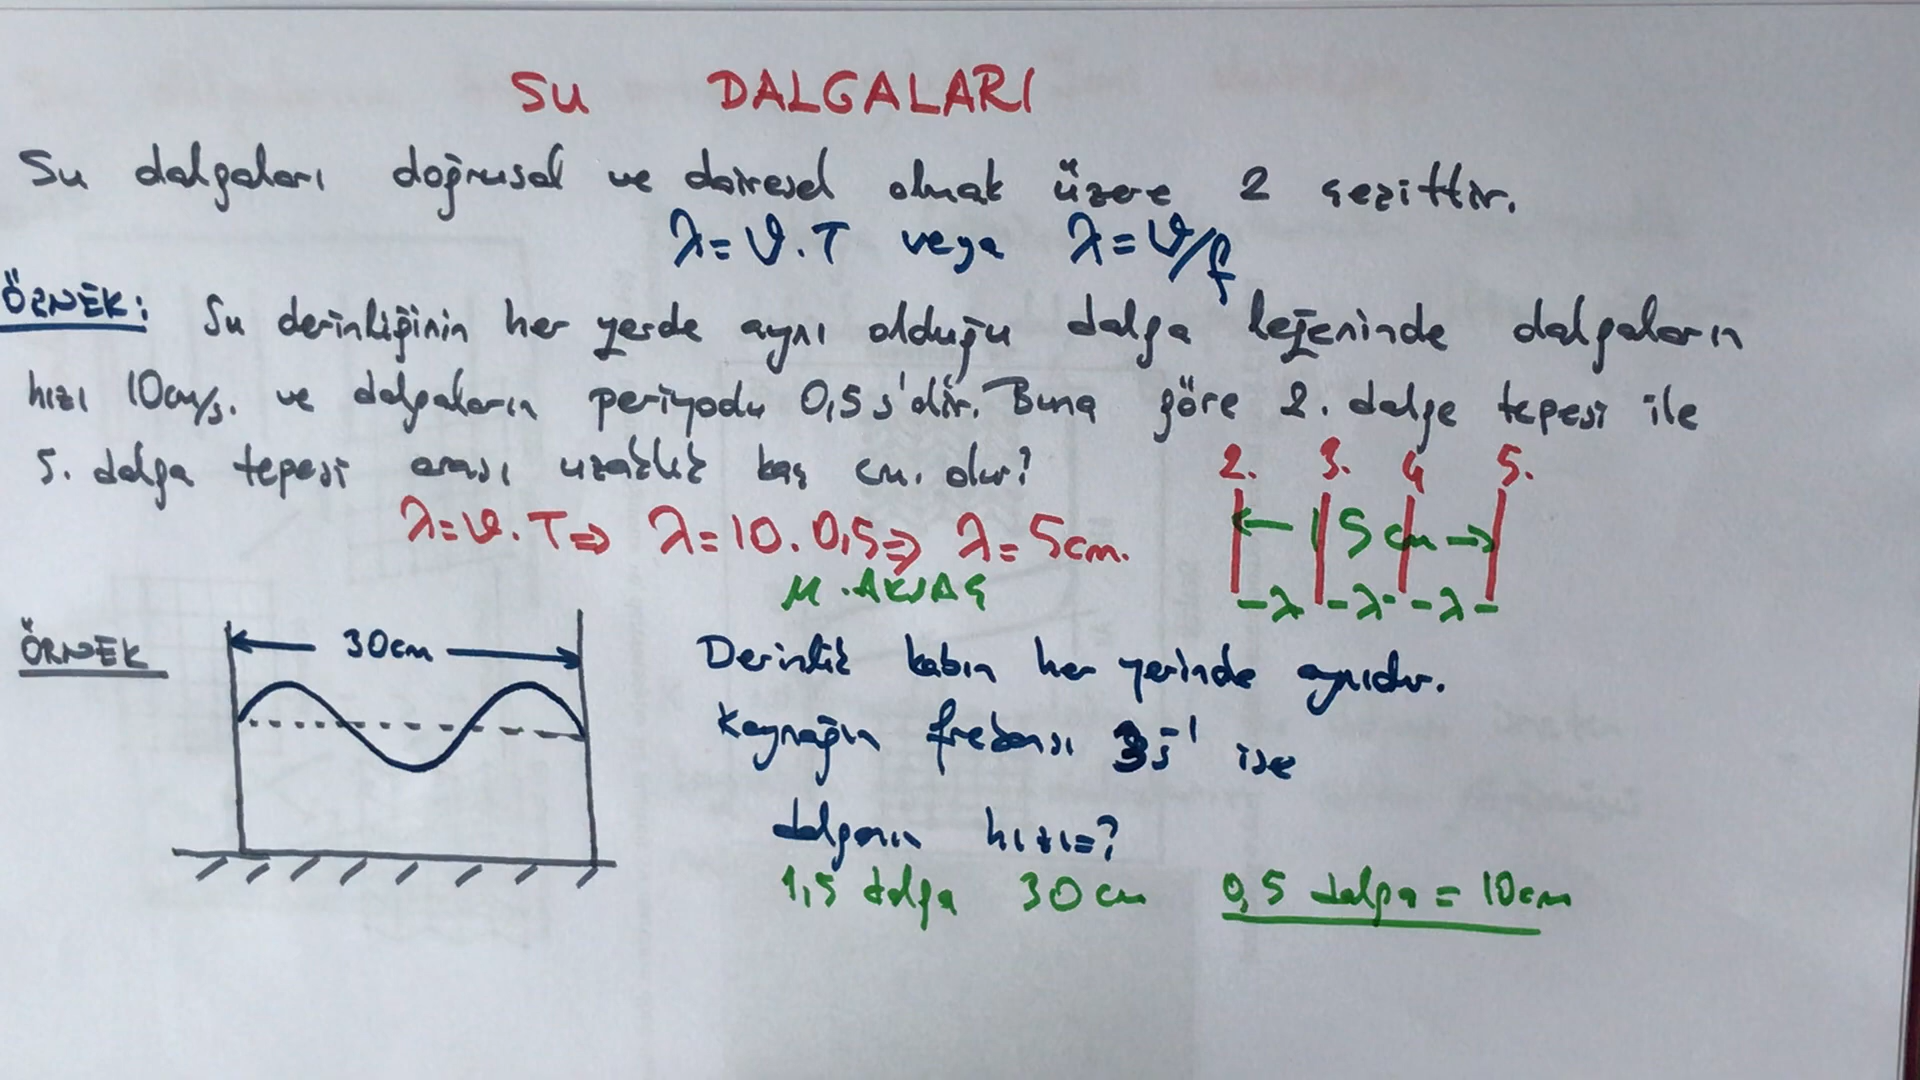 SU DALGALARI
Su dalgaları doğrusal ve dairesel olmak üzere 2 çeşittir.
λ = ϑ.T veya λ = ϑ/f
ÖRNEK: Su derinliğinin her yerde aynı olduğu dalga leğeninde dalgaların
hızı 10cm/s. ve dalgaların periyodu 0,5 s'dir. Buna göre 2. dalga tepesi ile
5. dalga tepesi arası uzaklık kaç cm. olur?
2. 3. 4 5.
λ=ϑ.T ⇒ λ=10.0,5 ⇒ λ=5cm.
15 cm
M.AKJAG
-λ -λ- -λ-
ÖRNEK
30cm
Derinlik kabın her yerinde aynıdır.
Kaynağın frekansı 3s⁻¹ ise
dalganın hızı=?
1,5 dalga 30 cm 0,5 dalga = 10cm